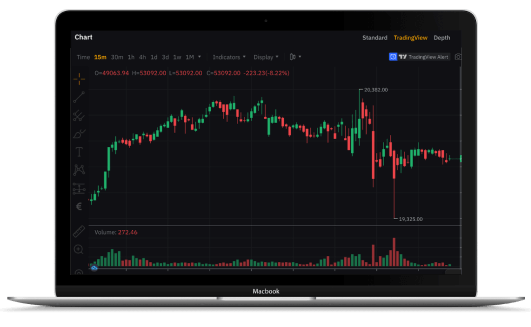 Chart
Standard TradingView Depth
Time 15m 30m 1h 4h 1d 3d 1w 1M Indicators Display
TradingView Alert
O=49063.94 H=53092.00 L=53092.00 C=53092.00 -223.23(-8.22%)
20,382.00
19,325.00
Volume: 272.46
Macbook